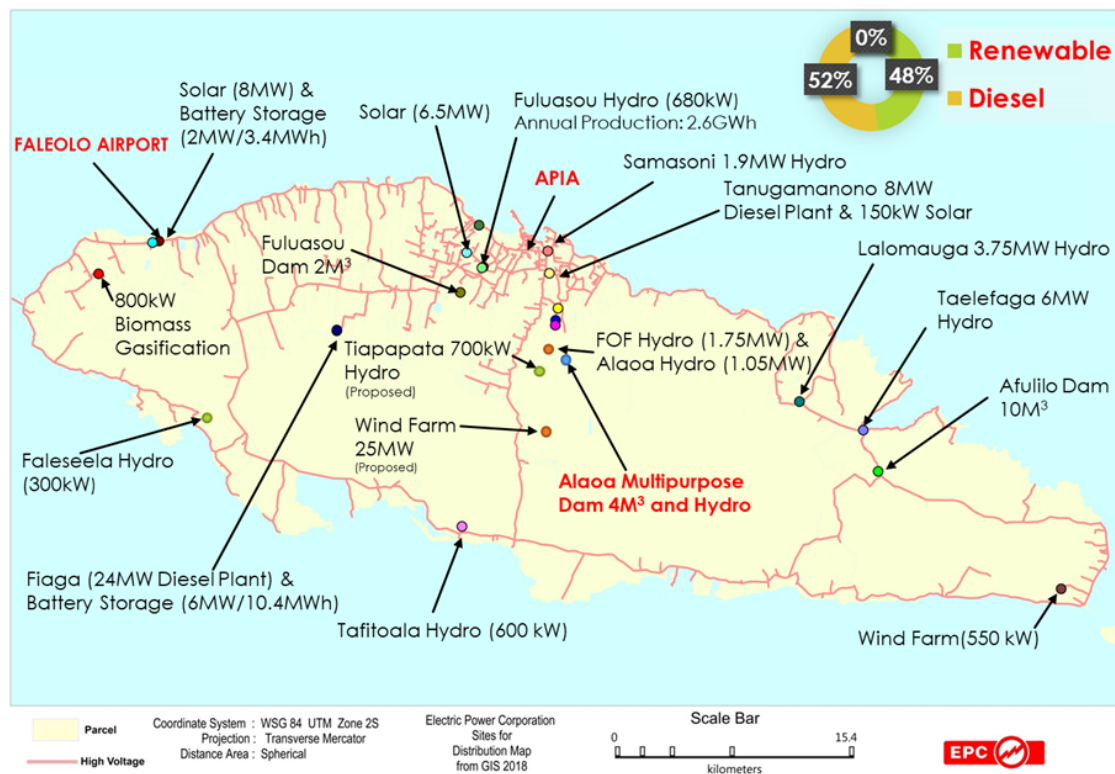 0%
52%
48%
Renewable
Diesel
Solar (8MW) &
Battery Storage
(2MW/3.4MWh)
FALEOLO AIRPORT
Solar (6.5MW)
Fuluasou Hydro (680kW)
Annual Production: 2.6GWh
APIA
Samasoni 1.9MW Hydro
Tanugamanono 8MW
Diesel Plant & 150kW Solar
Lalomauga 3.75MW Hydro
Taelefaga 6MW
Hydro
Afulilo Dam
10M³
Fuluasou
Dam 2M³
800kW
Biomass
Gasification
Tiapapata 700kW
Hydro
(Proposed)
FOF Hydro (1.75MW) &
Alaoa Hydro (1.05MW)
Wind Farm
25MW
(Proposed)
Alaoa Multipurpose
Dam 4M³ and Hydro
Faleseela Hydro
(300kW)
Fiaga (24MW Diesel Plant) &
Battery Storage (6MW/10.4MWh)
Tafitoala Hydro (600 kW)
Wind Farm(550 kW)
Parcel
High Voltage
Coordinate System : WSG 84 UTM Zone 2S
Projection : Transverse Mercator
Distance Area : Spherical
Electric Power Corporation
Sites for
Distribution Map
from GIS 2018
Scale Bar
0
15.4
kilometers
EPC